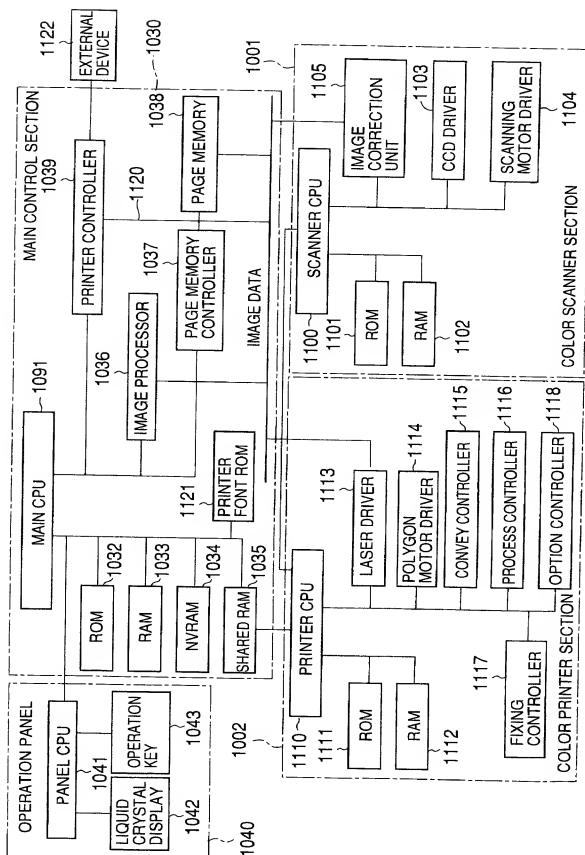 OPERATION PANEL
PANEL CPU
1041
LIQUID
CRYSTAL
DISPLAY
1042
OPERATION
KEY
1043
1040
MAIN CONTROL SECTION
1030
MAIN CPU
1091
ROM
1032
RAM
1033
NVRAM
1034
SHARED RAM
1035
PRINTER
FONT ROM
1121
IMAGE PROCESSOR
1036
PAGE MEMORY
CONTROLLER
1037
PAGE MEMORY
1038
PRINTER CONTROLLER
1039
1120
IMAGE DATA
EXTERNAL
DEVICE
1122
1002
PRINTER CPU
1110
ROM
1111
RAM
1112
LASER DRIVER
1113
POLYGON
MOTOR DRIVER
1114
CONVEY CONTROLLER
1115
PROCESS CONTROLLER
1116
FIXING
CONTROLLER
1117
OPTION CONTROLLER
1118
COLOR PRINTER SECTION
1001
SCANNER CPU
1100
ROM
1101
RAM
1102
IMAGE
CORRECTION
UNIT
1105
CCD DRIVER
1103
SCANNING
MOTOR DRIVER
1104
COLOR SCANNER SECTION